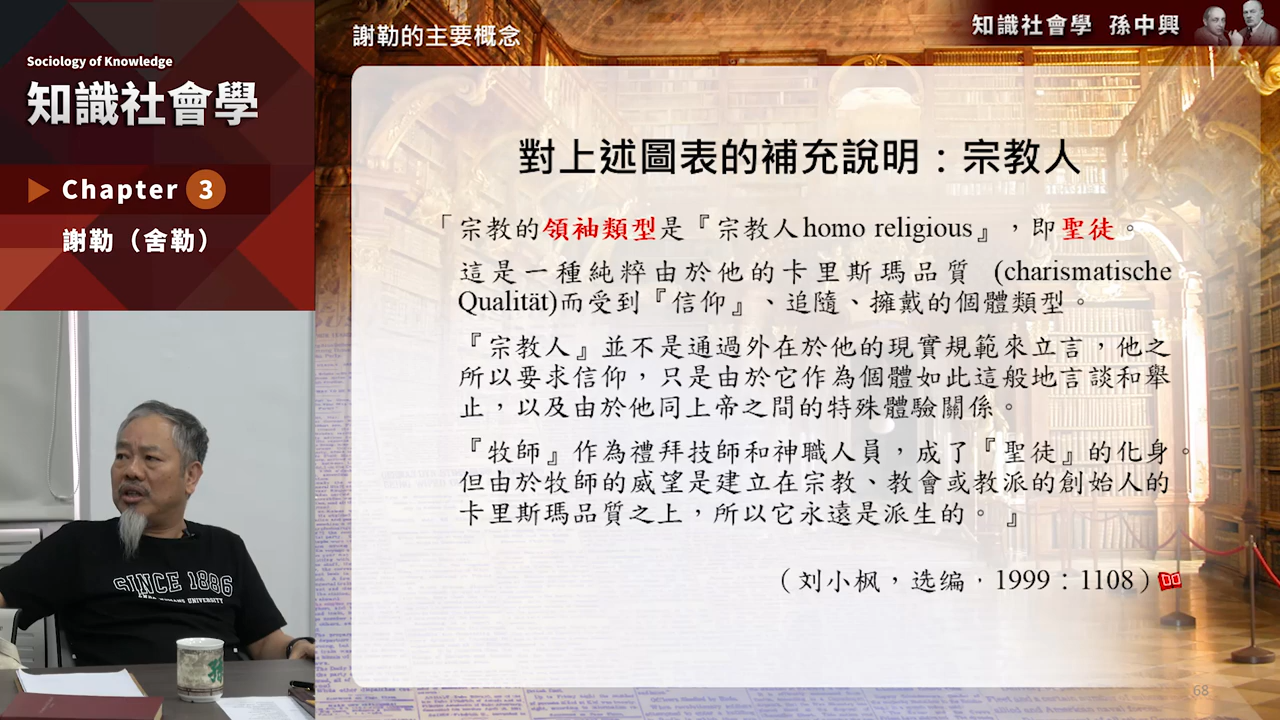 Sociology of Knowledge
知識社會學
Chapter 3
謝勒（舍勒）
謝勒的主要概念
知識社會學 孫中興
對上述圖表的補充說明：宗教人
「宗教的領袖類型是『宗教人homo religious』，即聖徒。
這是一種純粹由於他的卡里斯瑪品質 (charismatische
Qualität)而受到『信仰』、追隨、擁戴的個體類型。
『宗教人』並不是通過外在於他的現實規範來立言，他之
所以要求信仰，只是由於它作為個體如此這般地言談和舉
止，以及由於他同上帝之間的特殊體驗關係。
『牧師』作為禮拜技師和神職人員，成了『聖徒』的化身。
但由於牧師的威望是建立在宗教、教會或教派的創始人的
卡里斯瑪品質之上，所以它永遠是派生的。』
（刘小枫，选编，1999：1108）
68
SINCE 1886